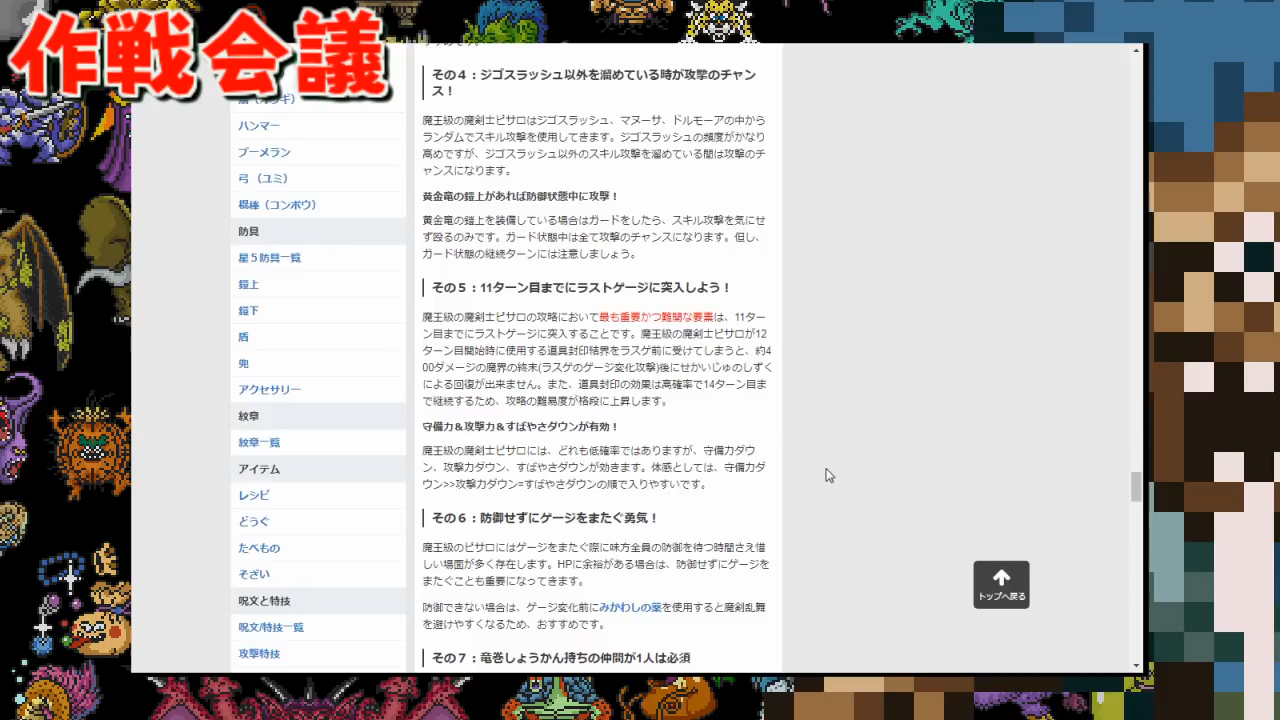 作戦会議
ハンマー
ブーメラン
弓 （ユミ）
棍棒（コンボウ）
防具
星５防具一覧
鎧上
鎧下
盾
兜
アクセサリー
紋章
紋章一覧
アイテム
レシピ
どうぐ
たべもの
そざい
呪文と特技
呪文/特技一覧
攻撃特技
その４：ジゴスラッシュ以外を溜めている時が攻撃のチャン
ス！
魔王級の魔剣士ピサロはジゴスラッシュ、マヌーサ、ドルモーアの中から
ランダムでスキル攻撃を使用してきます。ジゴスラッシュの頻度がかなり
高めですが、ジゴスラッシュ以外のスキル攻撃を溜めている間は攻撃のチ
ャンスになります。
黄金竜の鎧上があれば防御状態中に攻撃！
黄金竜の鎧上を装備している場合はガードをしたら、スキル攻撃を気にせ
ず殴るのみです。ガード状態中は全て攻撃のチャンスになります。但し、
ガード状態の継続ターンには注意しましょう。
その５：11ターン目までにラストゲージに突入しよう！
魔王級の魔剣士ピサロの攻略において最も重要かつ難関な要素は、11ター
ン目までにラストゲージに突入することです。魔王級の魔剣士ピサロが12
ターン目開始時に使用する道具封印結界をラスゲ前に受けてしまうと、約4
00ダメージの魔界の終末(ラスゲのゲージ変化攻撃)後にせかいじゅのしずく
による回復が出来ません。また、道具封印の効果は高確率で14ターン目ま
で継続するため、攻略の難易度が格段に上昇します。
守備力＆攻撃力＆すばやさダウンが有効！
魔王級の魔剣士ピサロには、どれも低確率ではありますが、守備力ダウ
ン、攻撃力ダウン、すばやさダウンが効きます。体感としては、守備力ダ
ウン>>攻撃力ダウン=すばやさダウンの順で入りやすいです。
その６：防御せずにゲージをまたぐ勇気！
魔王級のピサロにはゲージをまたぐ際に味方全員の防御を待つ時間さえ惜
しい場面が多く存在します。HPに余裕がある場合は、防御せずにゲージを
またぐことも重要になってきます。
防御できない場合は、ゲージ変化前にみかわしの薬を使用すると魔剣乱舞
を避けやすくなるため、おすすめです。
その７：竜巻しょうかん持ちの仲間が1人は必須
トップへ戻る